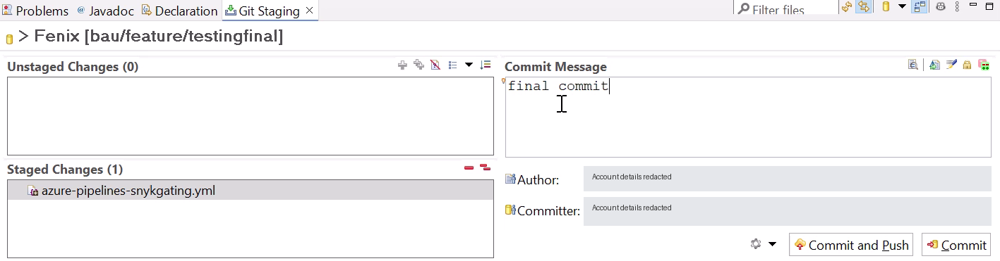 Problems @ Javadoc Declaration Git Staging
Filter files
> Fenix [bau/feature/testingfinal]
Unstaged Changes (0)
Commit Message
final commit
Staged Changes (1)
azure-pipelines-snykgating.yml
Author: Account details redacted
Committer: Account details redacted
Commit and Push Commit